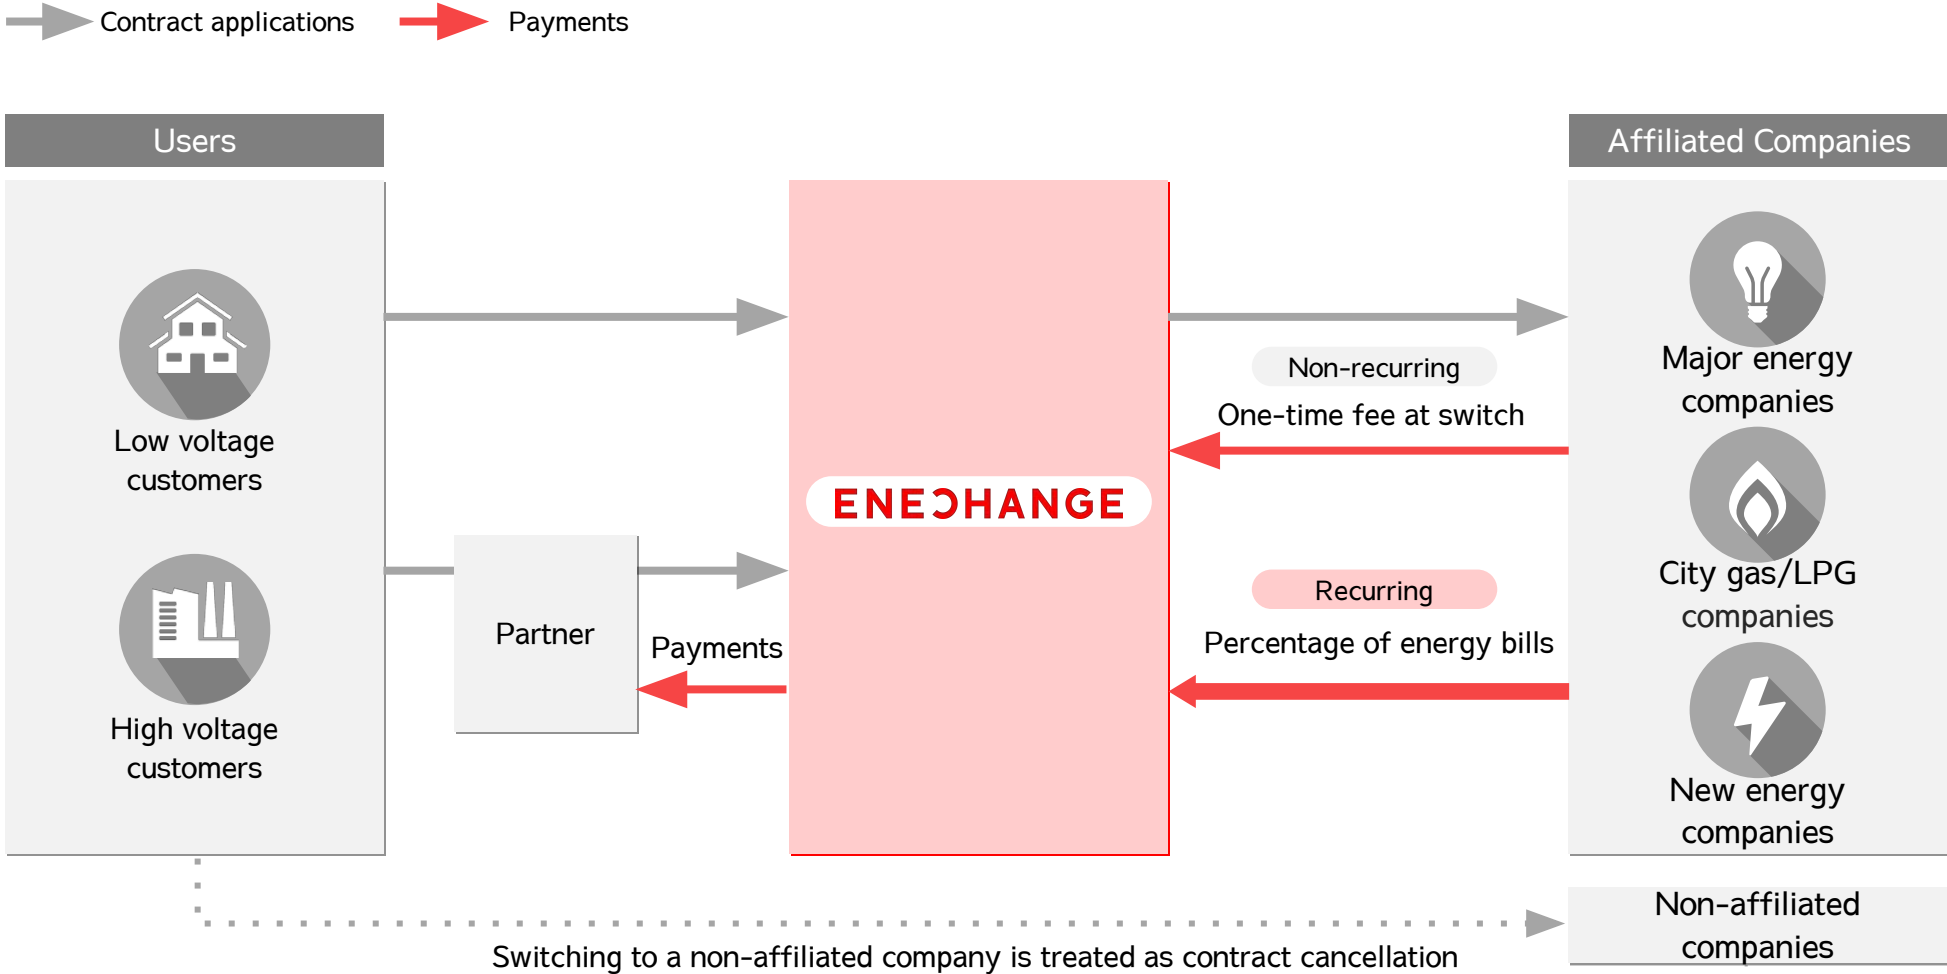 Contract applications
Payments
Users
Affiliated Companies
Low voltage
customers
High voltage
customers
Partner
Payments
ENECHANGE
Non-recurring
One-time fee at switch
Recurring
Percentage of energy bills
Major energy
companies
City gas/LPG
companies
New energy
companies
Non-affiliated
companies
Switching to a non-affiliated company is treated as contract cancellation